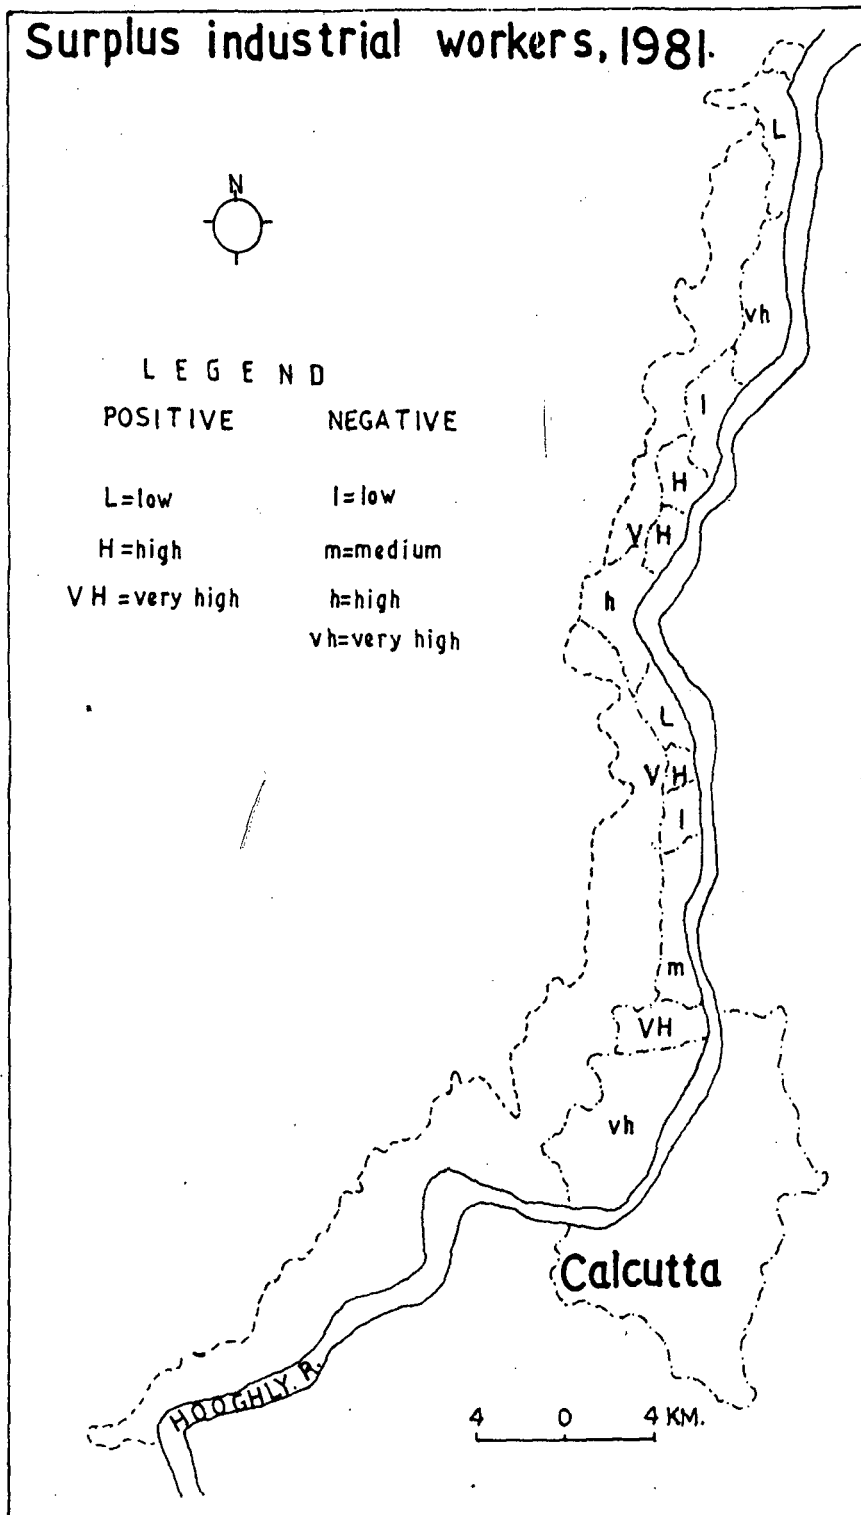 Surplus industrial workers, 1981.
N
LEGEND
POSITIVE NEGATIVE
L=low l=low
H=high m=medium
VH=very high h=high
vh=very high
L
vh
l
H
VH
h
L
VH
l
m
VH
vh
Calcutta
HOOGHLY. R.
4 0 4 KM.